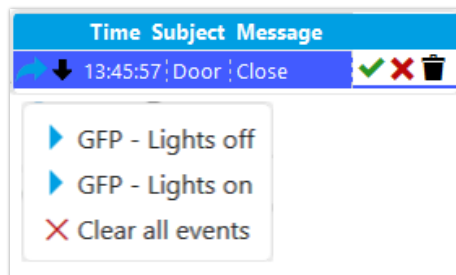 Time Subject Message
13:45:57 Door Close
GFP - Lights off
GFP - Lights on
Clear all events